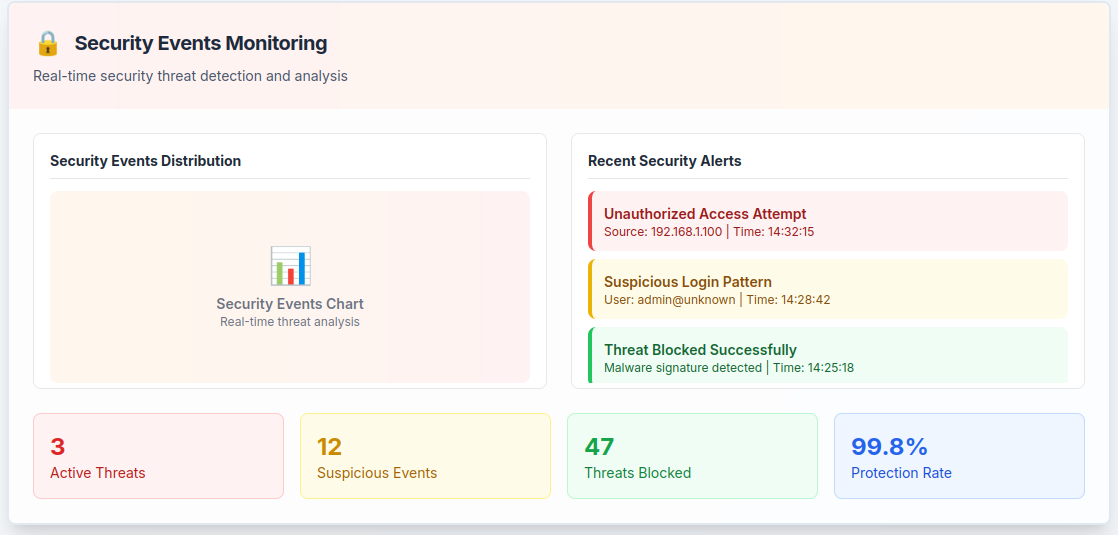 Security Events Monitoring
Real-time security threat detection and analysis
Security Events Distribution
Security Events Chart
Real-time threat analysis
Recent Security Alerts
Unauthorized Access Attempt
Source: 192.168.1.100 | Time: 14:32:15
Suspicious Login Pattern
User: admin@unknown | Time: 14:28:42
Threat Blocked Successfully
Malware signature detected | Time: 14:25:18
3
Active Threats
12
Suspicious Events
47
Threats Blocked
99.8%
Protection Rate